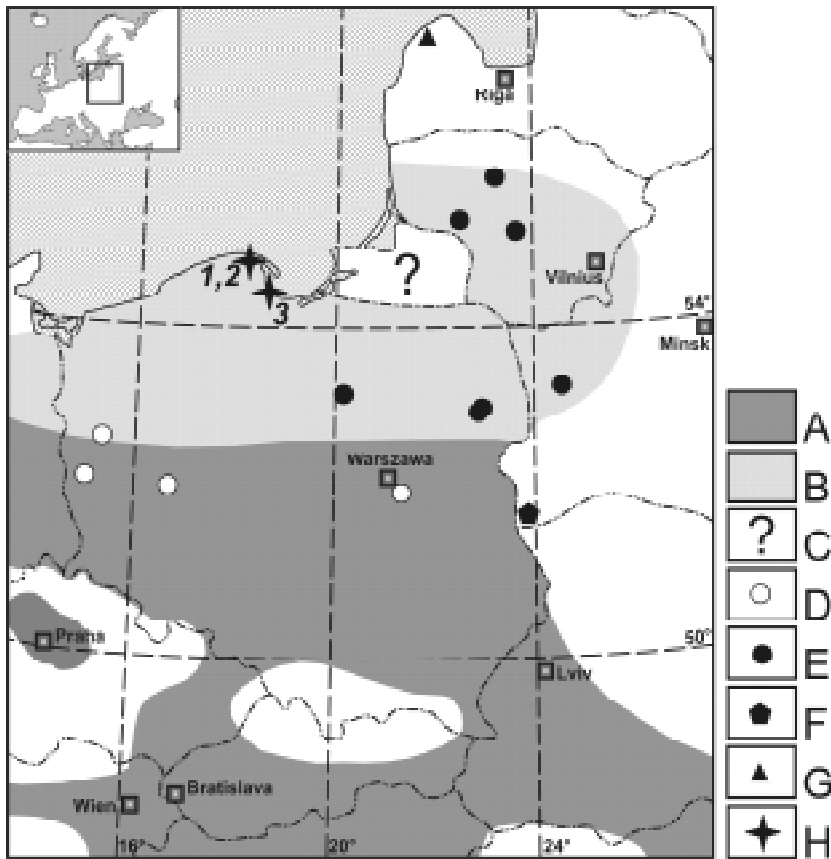 Riga
1,2
3
?
Vilnius
54°
Minsk
Warszawa
Praha
50°
Lviv
Bratislava
Wien
16°
20°
24°
A
B
? C
D
E
F
G
H